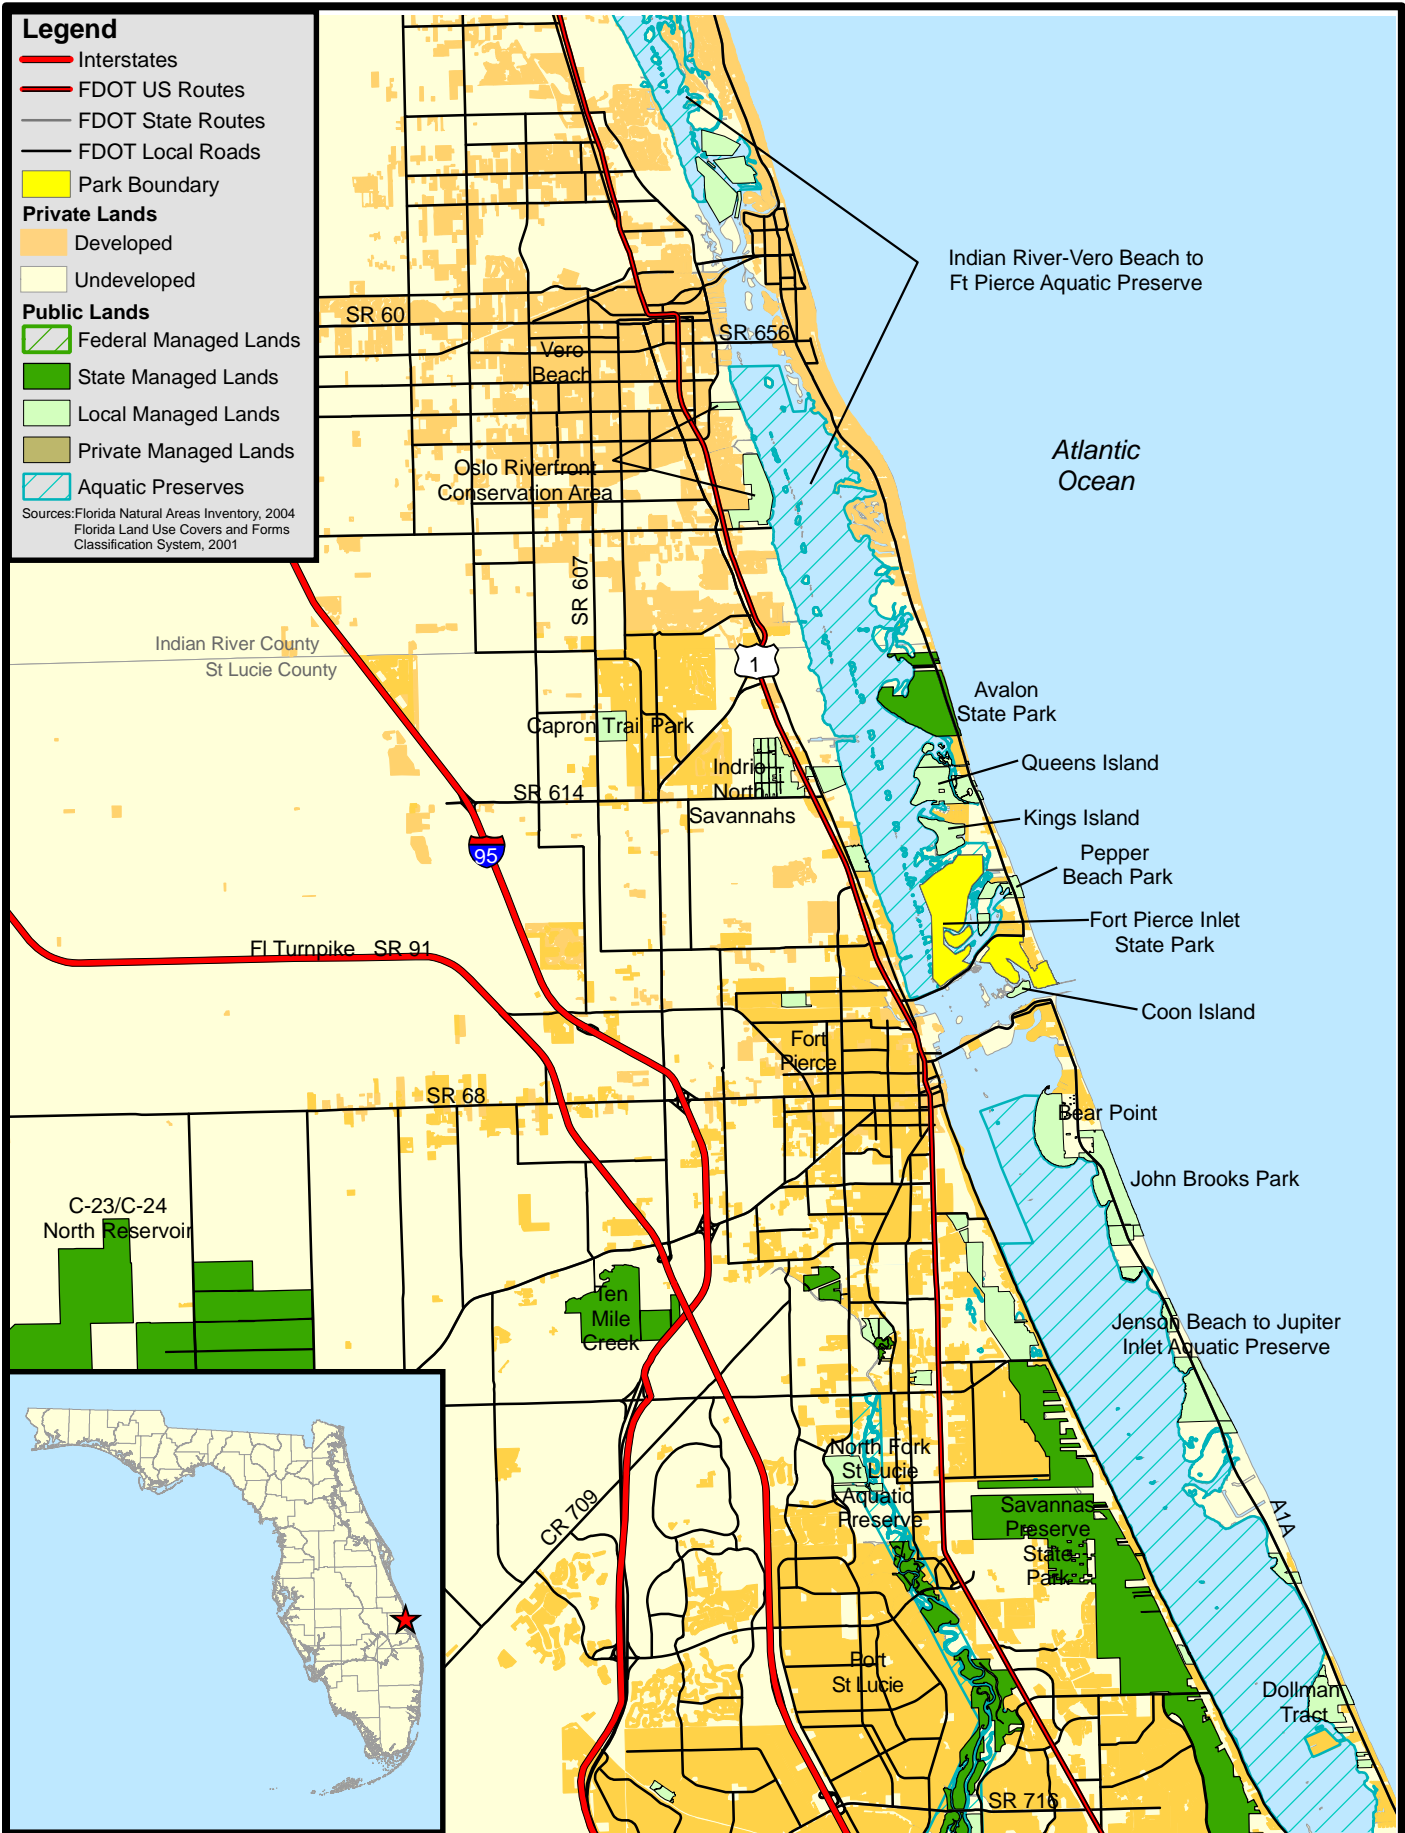 Legend
Interstates
FDOT US Routes
FDOT State Routes
FDOT Local Roads
Park Boundary
Private Lands
Developed
Undeveloped
Public Lands
Federal Managed Lands
State Managed Lands
Local Managed Lands
Private Managed Lands
Aquatic Preserves
Sources:Florida Natural Areas Inventory, 2004
Florida Land Use Covers and Forms
Classification System, 2001
Indian River-Vero Beach to
Ft Pierce Aquatic Preserve
SR 60
SR 656
Vero
Beach
Atlantic
Ocean
Oslo Riverfront
Conservation Area
SR 607
Indian River County
St Lucie County
1
Avalon
State Park
Capron Trail Park
Indrio
North
Savannahs
Queens Island
SR 614
Kings Island
95
Pepper
Beach Park
Fort Pierce Inlet
State Park
Fl Turnpike SR 91
Coon Island
Fort
Pierce
SR 68
Bear Point
John Brooks Park
C-23/C-24
North Reservoir
Ten
Mile
Creek
Jensen Beach to Jupiter
Inlet Aquatic Preserve
North Fork
St Lucie
Aquatic
Preserve
CR 709
Savannas
Preserve
State
Park
A1A
Port
St Lucie
Dollman
Tract
SR 716